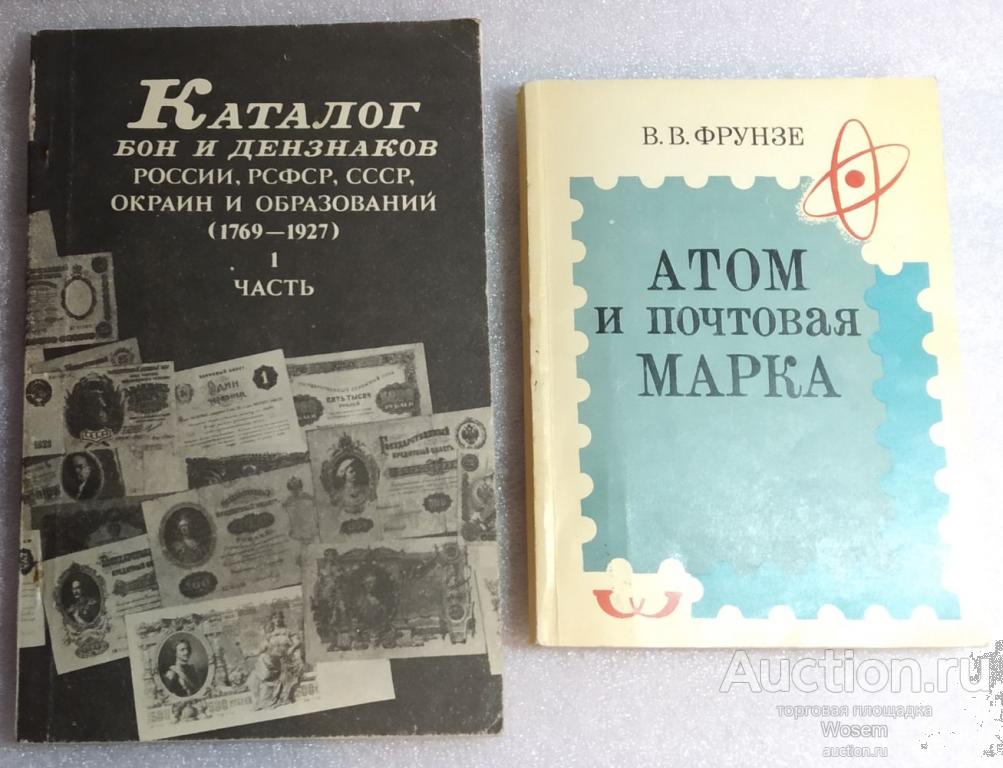 КАТАЛОГ
БОН И ДЕНЗНАКОВ
РОССИИ, РСФСР, СССР,
ОКРАИН И ОБРАЗОВАНИЙ
(1769—1927)
1
ЧАСТЬ
В. В. ФРУНЗЕ
АТОМ
И ПОЧТОВАЯ
МАРКА
Auction.ru
торговая площадка
Wosem
auction.ru